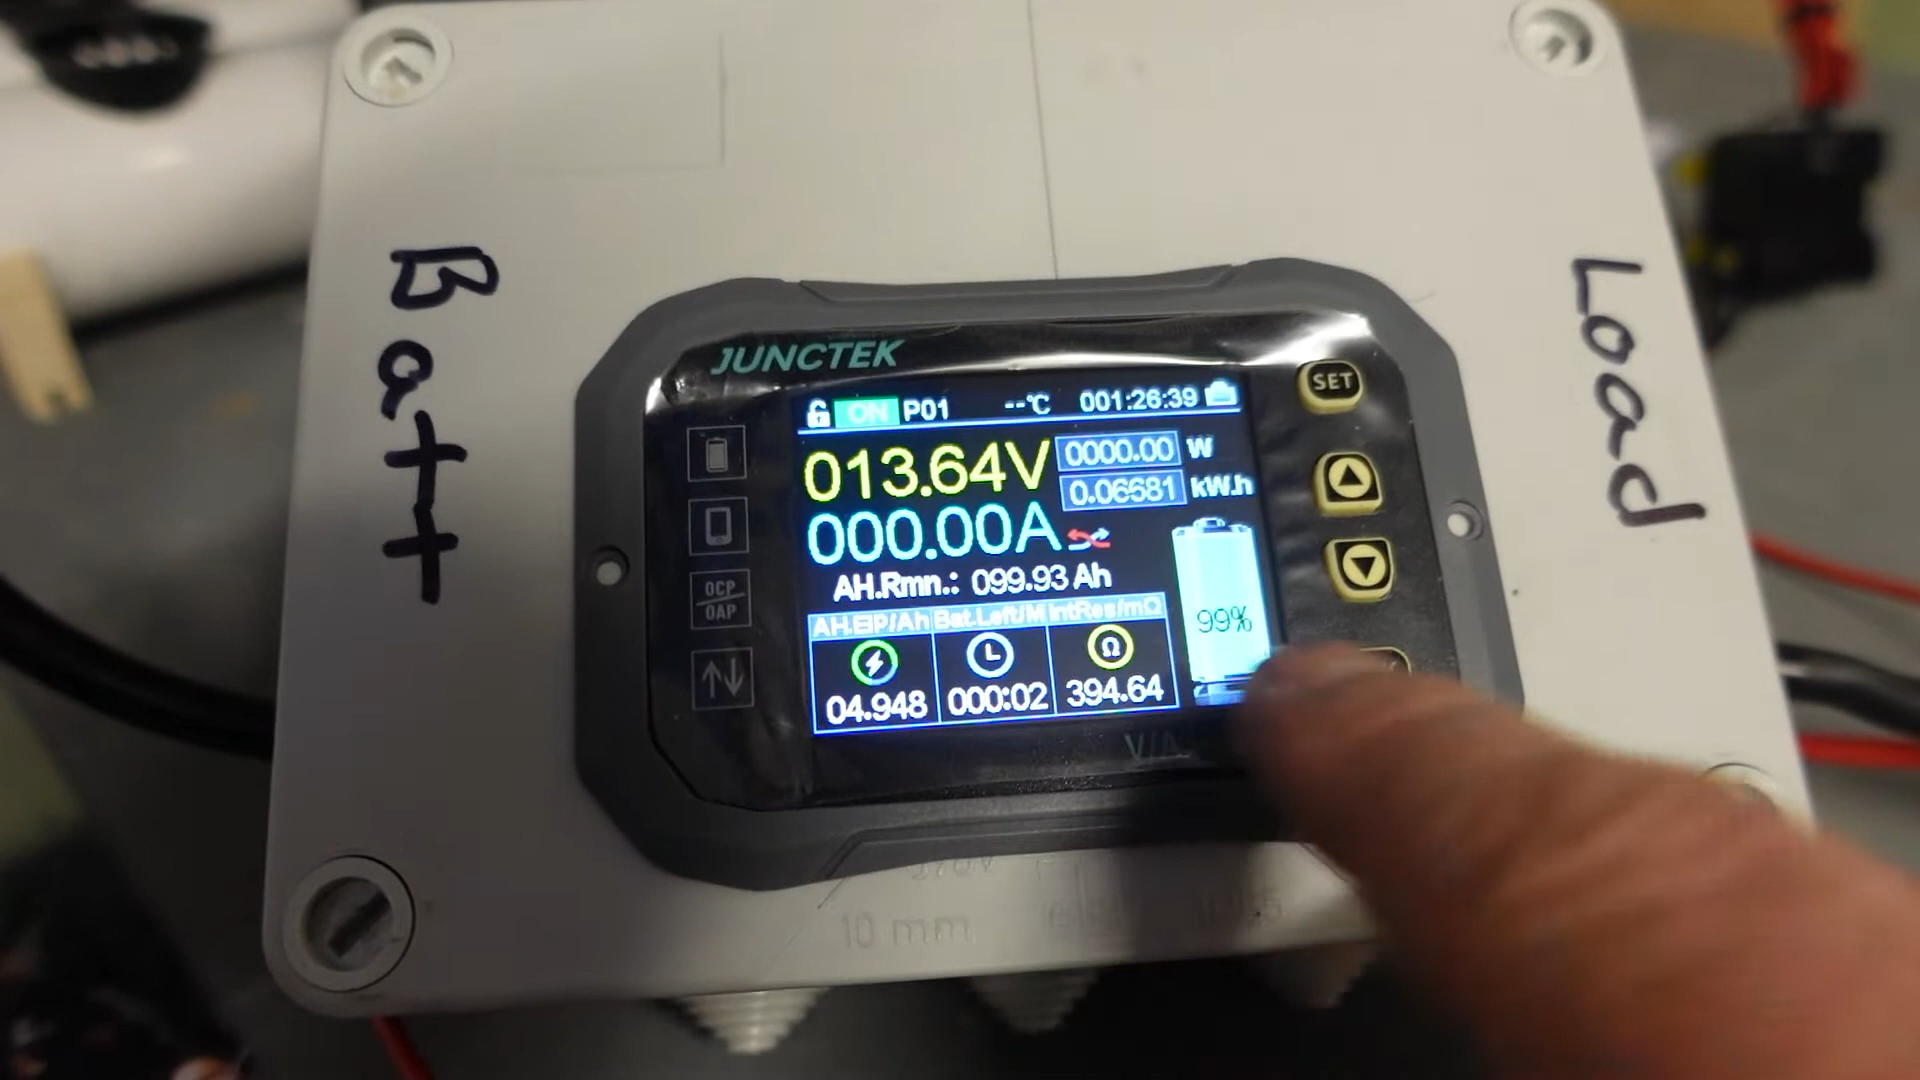 Batt
Load
JUNCTEK
SET
ON P01 --℃ 001:26:39
013.64V 0000.00 W
0.06681 kW.h
000.00A
AH.Rmn.: 099.93 Ah
AH.EIP/Ah Bat.Left/M IntRes/mΩ
99%
Ω
04.948 000:02 394.64
OCP
OAP
10 mm